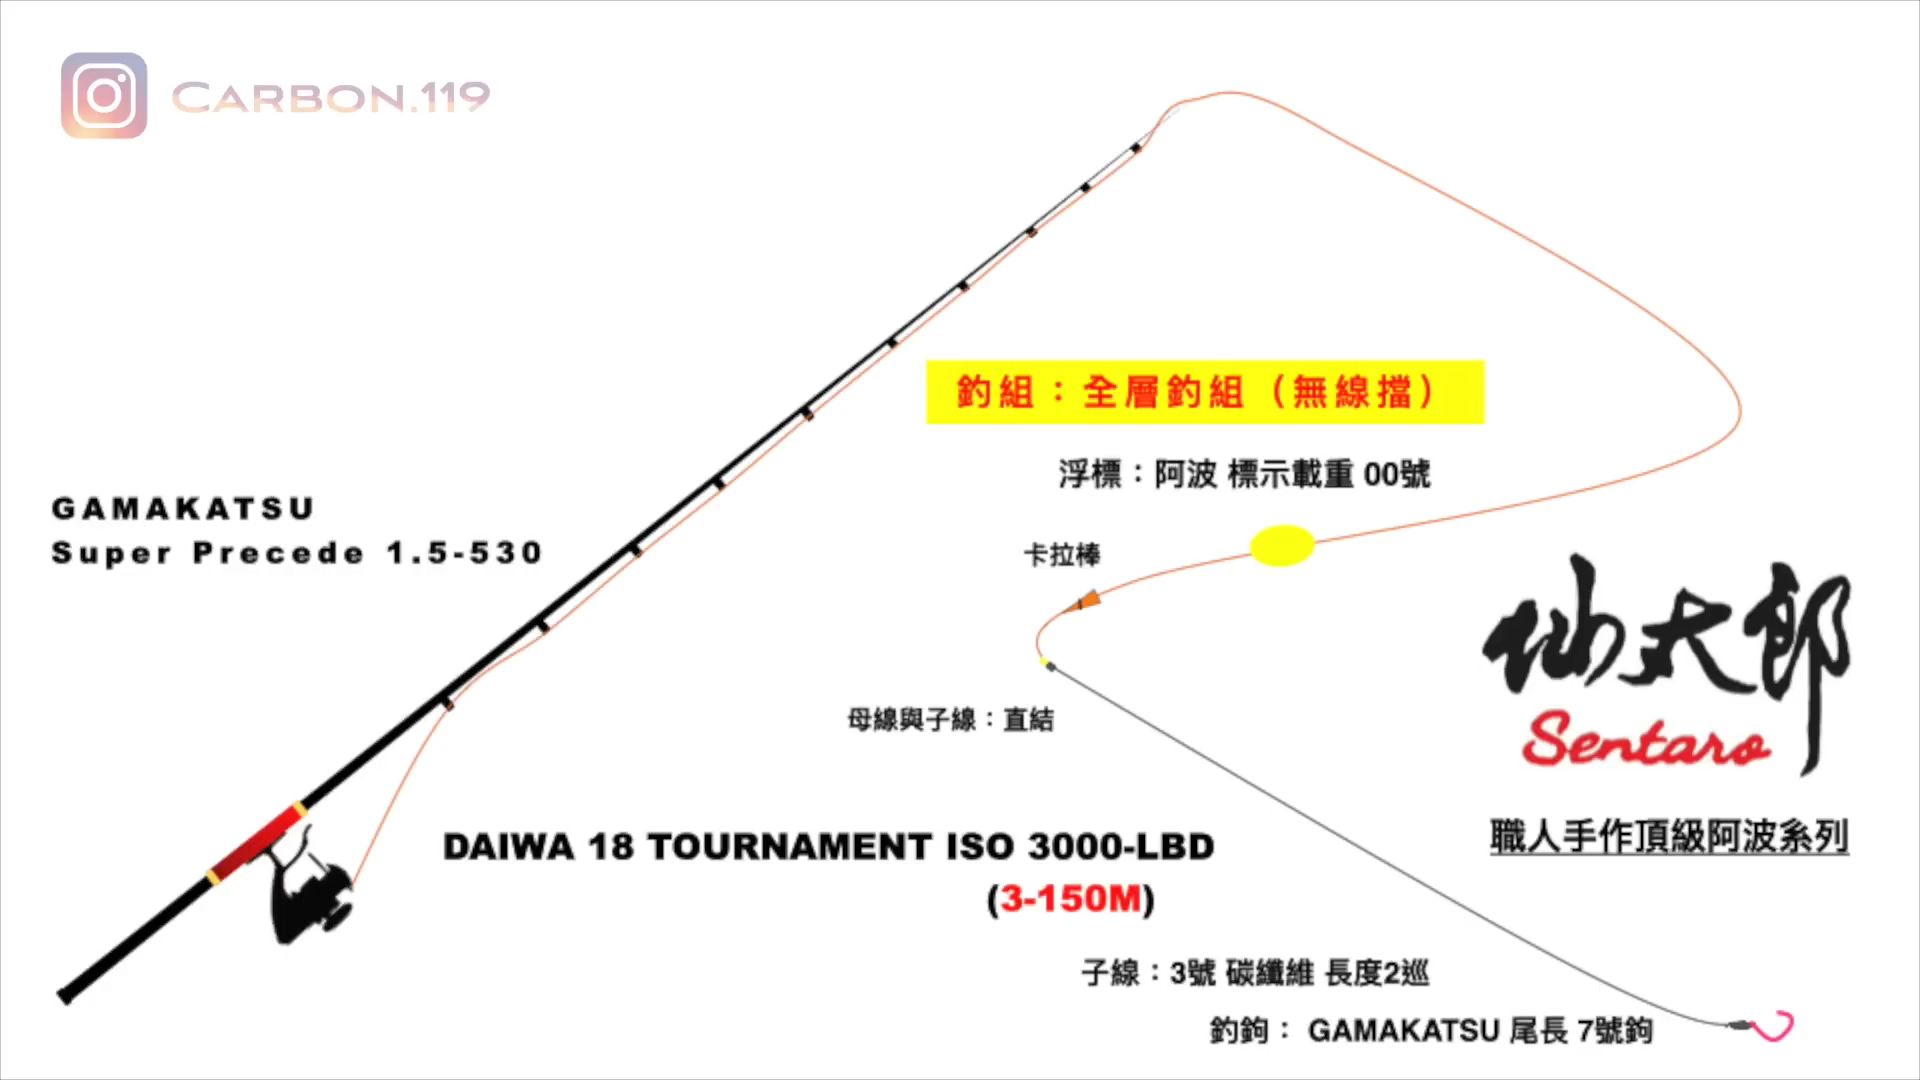 CARBON.119
釣組：全層釣組（無線擋）
浮標：阿波 標示載重 00號
GAMAKATSU
Super Precede 1.5-530
卡拉棒
仙太郎
Sentaro
母線與子線：直結
職人手作頂級阿波系列
DAIWA 18 TOURNAMENT ISO 3000-LBD
(3-150M)
子線：3號 碳纖維 長度2巡
釣鉤： GAMAKATSU 尾長 7號鉤